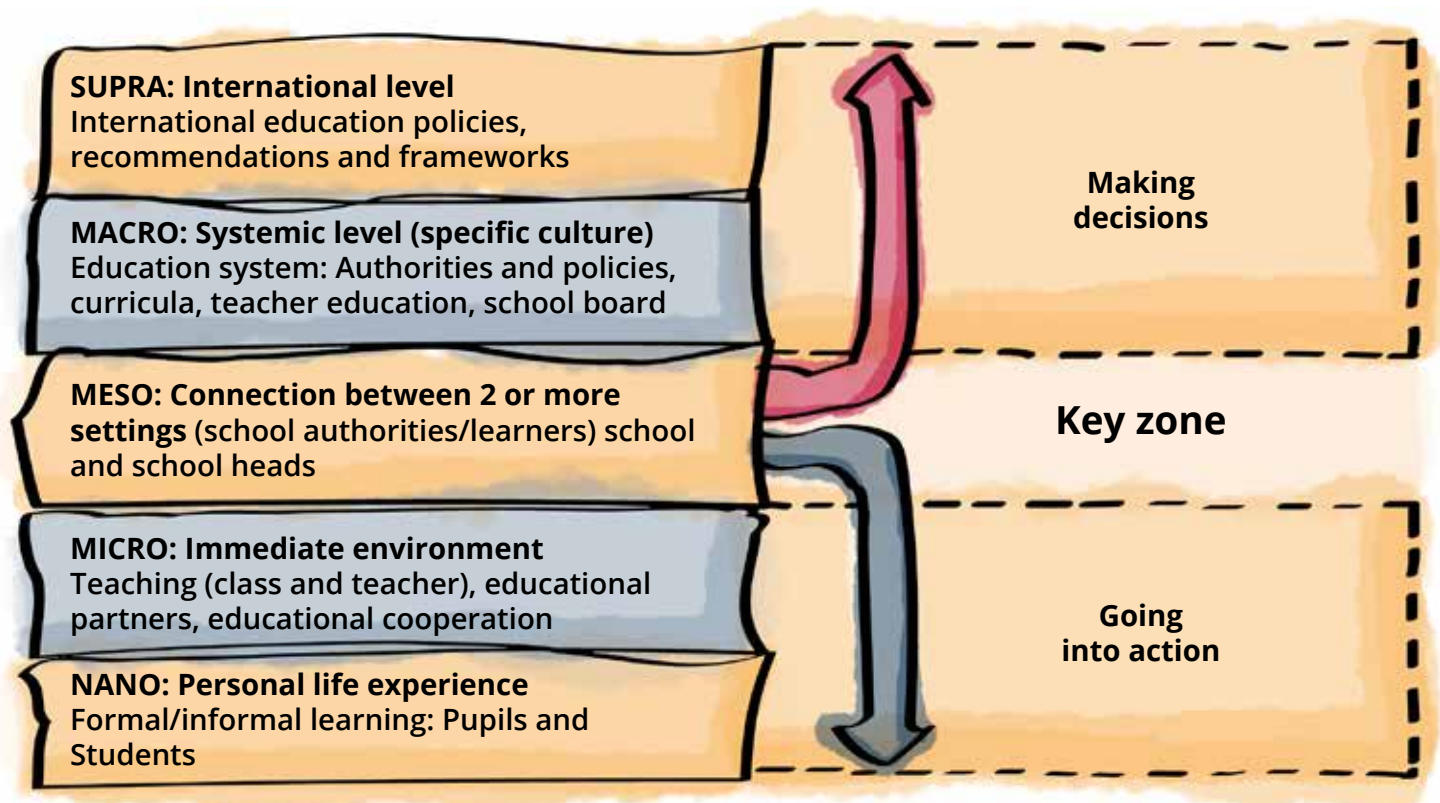 SUPRA: International level
International education policies,
recommendations and frameworks
MACRO: Systemic level (specific culture)
Education system: Authorities and policies,
curricula, teacher education, school board
MESO: Connection between 2 or more
settings (school authorities/learners) school
and school heads
MICRO: Immediate environment
Teaching (class and teacher), educational
partners, educational cooperation
NANO: Personal life experience
Formal/informal learning: Pupils and
Students
Making
decisions
Key zone
Going
into action